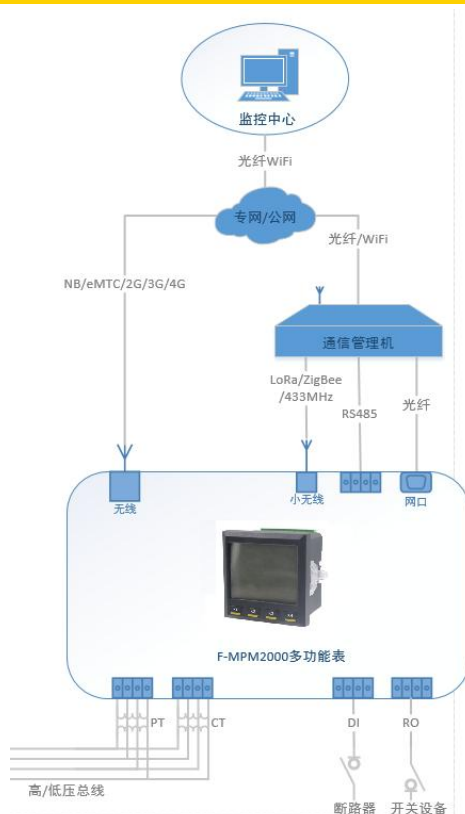 监控中心
光纤WiFi
专网/公网
光纤/WiFi
NB/eMTC/2G/3G/4G
通信管理机
LoRa/ZigBee
/433MHz
RS485
光纤
无线
小无线
网口
F-MPM2000多功能表
PT
CT
DI
RO
高/低压总线
断路器
开关设备